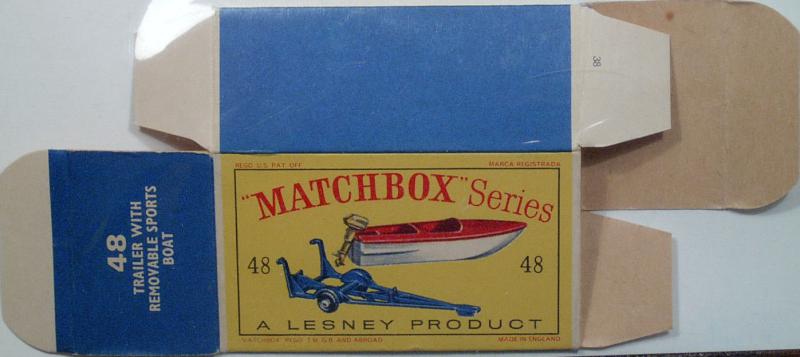 38
REGD U.S. PAT. OFF
MARCA REGISTRADA
"MATCHBOX" Series
48
48
A LESNEY PRODUCT
"MATCHBOX" REGD. T.M. G.B. AND ABROAD
MADE IN ENGLAND
48
TRAILER WITH
REMOVABLE SPORTS
BOAT